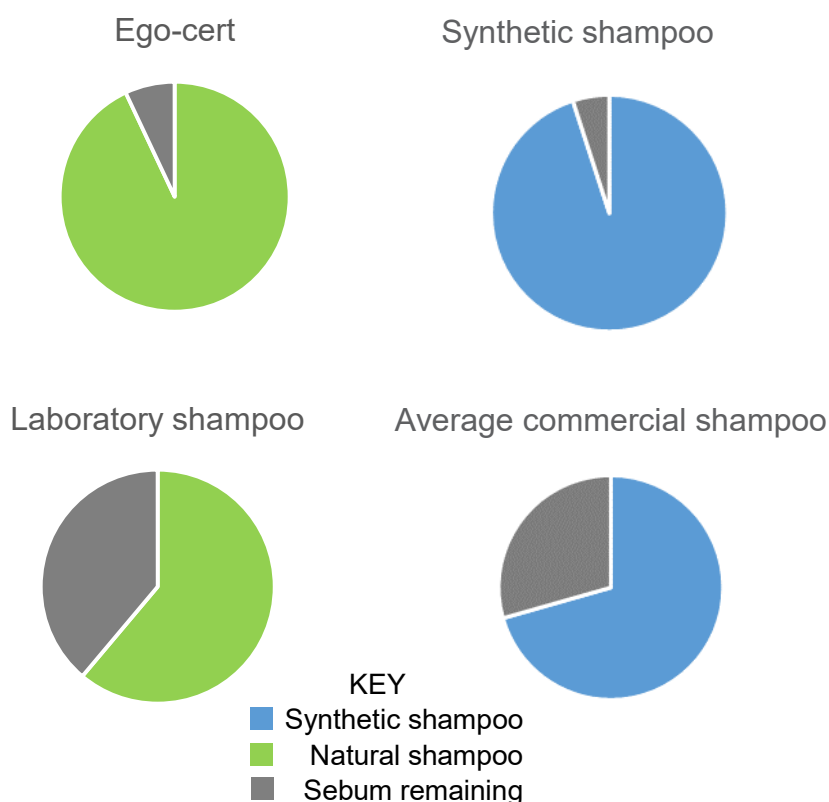 Ego-cert
Synthetic shampoo
Laboratory shampoo
Average commercial shampoo
KEY
Synthetic shampoo
Natural shampoo
Sebum remaining